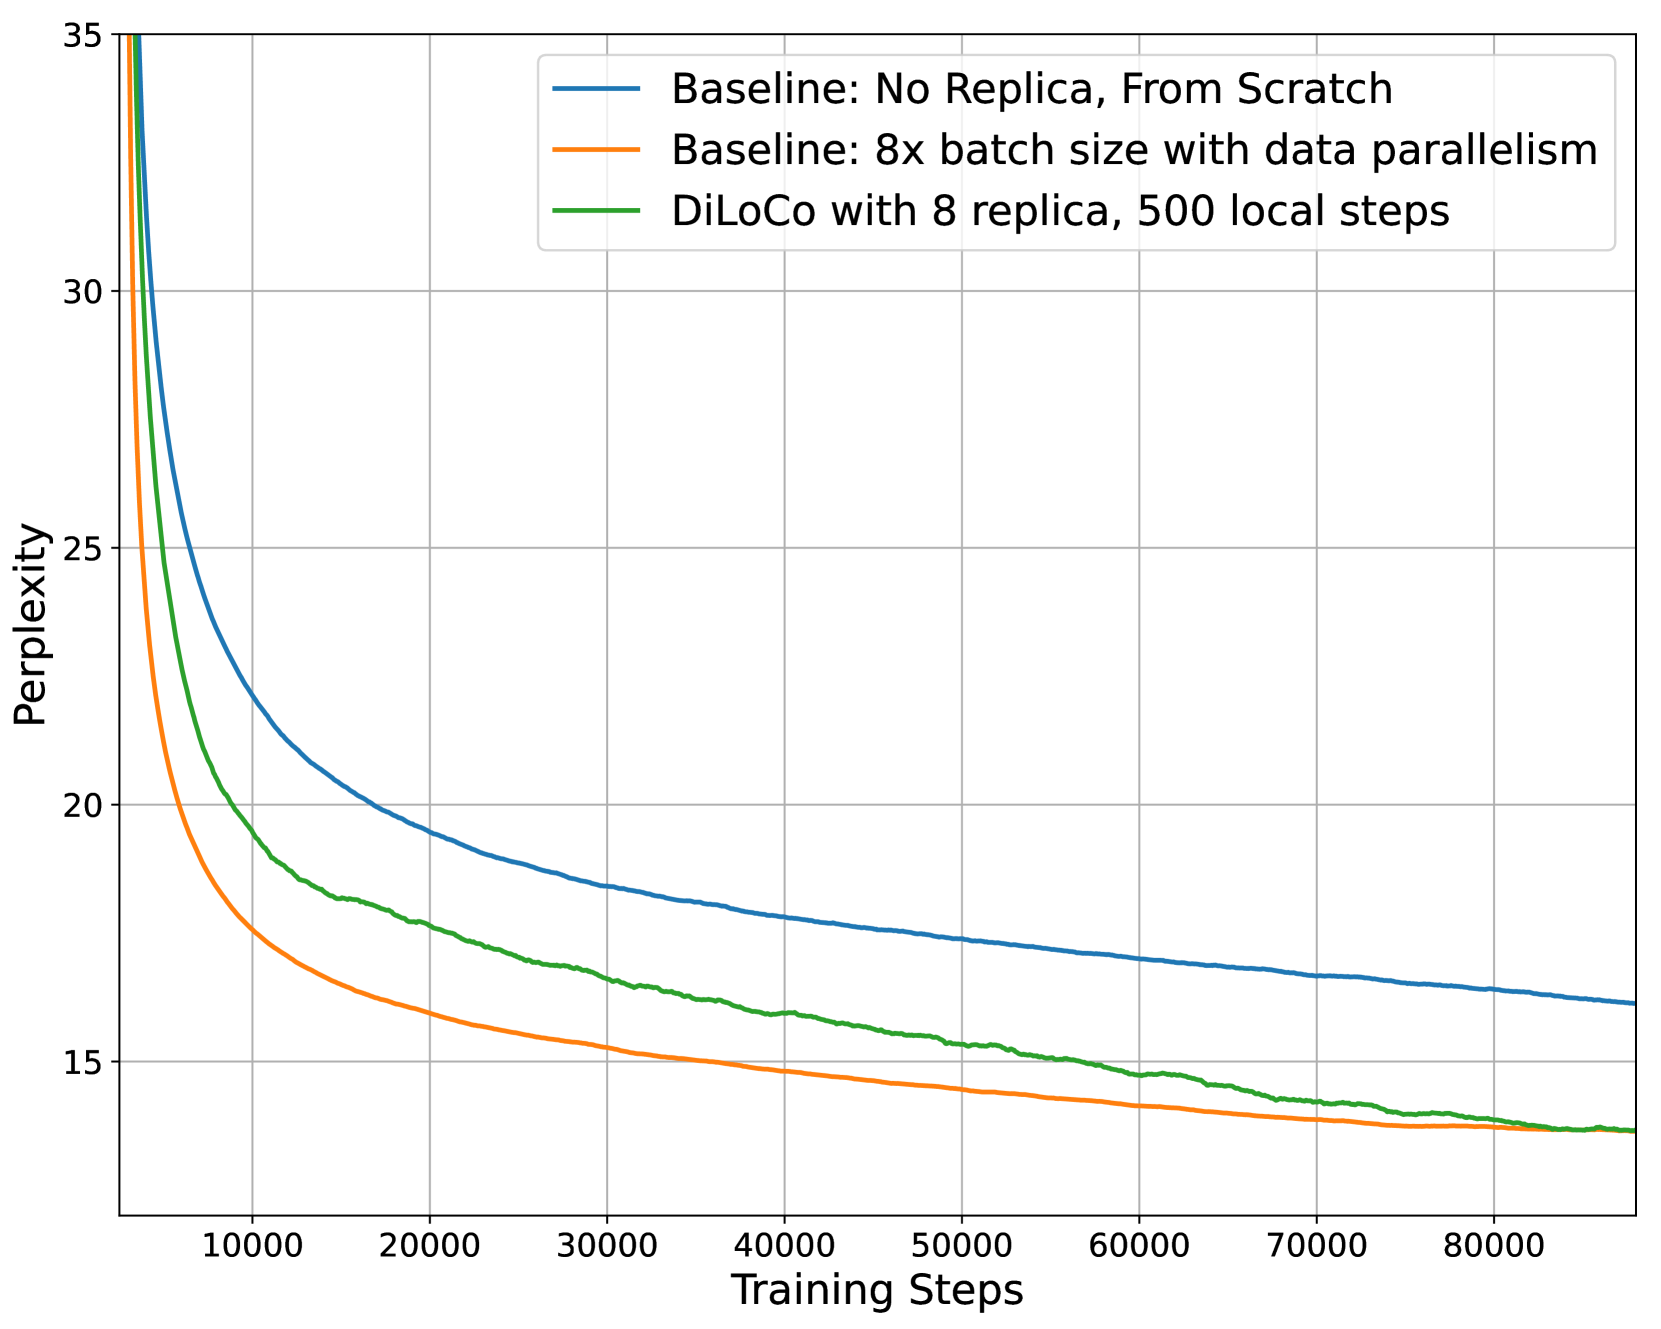 35
Baseline: No Replica, From Scratch
Baseline: 8x batch size with data parallelism
DiLoCo with 8 replica, 500 local steps
30
25
20
15
Perplexity
10000 20000 30000 40000 50000 60000 70000 80000
Training Steps